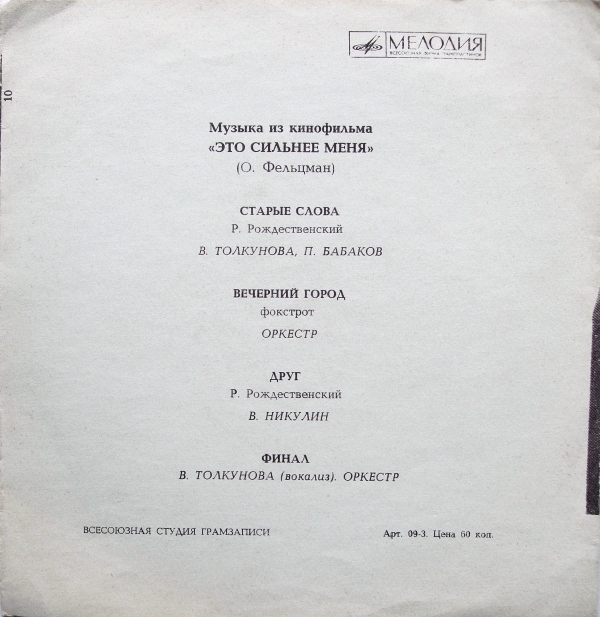 МЕЛОДИЯ
10
Музыка из кинофильма
«ЭТО СИЛЬНЕЕ МЕНЯ»
(О. Фельцман)
СТАРЫЕ СЛОВА
Р. Рождественский
В. ТОЛКУНОВА, П. БАБАКОВ
ВЕЧЕРНИЙ ГОРОД
фокстрот
ОРКЕСТР
ДРУГ
Р. Рождественский
В. НИКУЛИН
ФИНАЛ
В. ТОЛКУНОВА (вокализ). ОРКЕСТР
ВСЕСОЮЗНАЯ СТУДИЯ ГРАМЗАПИСИ
Арт. 09-3. Цена 60 коп.